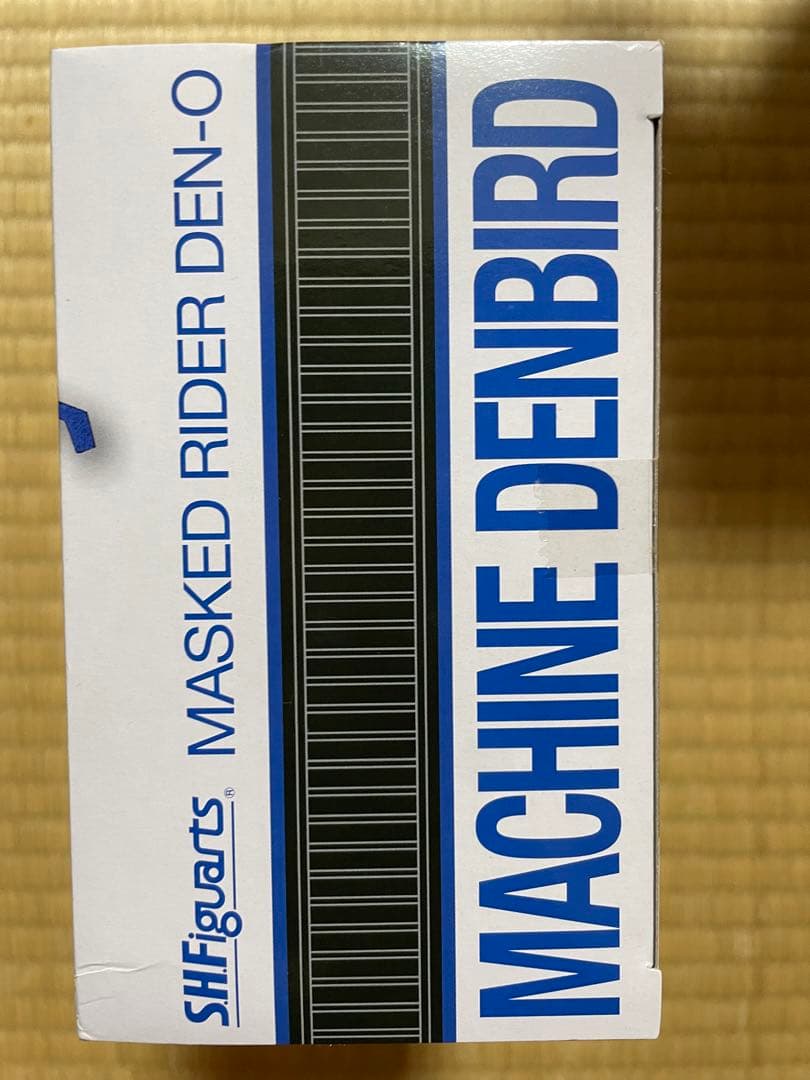 S.H.Figuarts® MASKED RIDER DEN-O
MACHINE DENBIRD